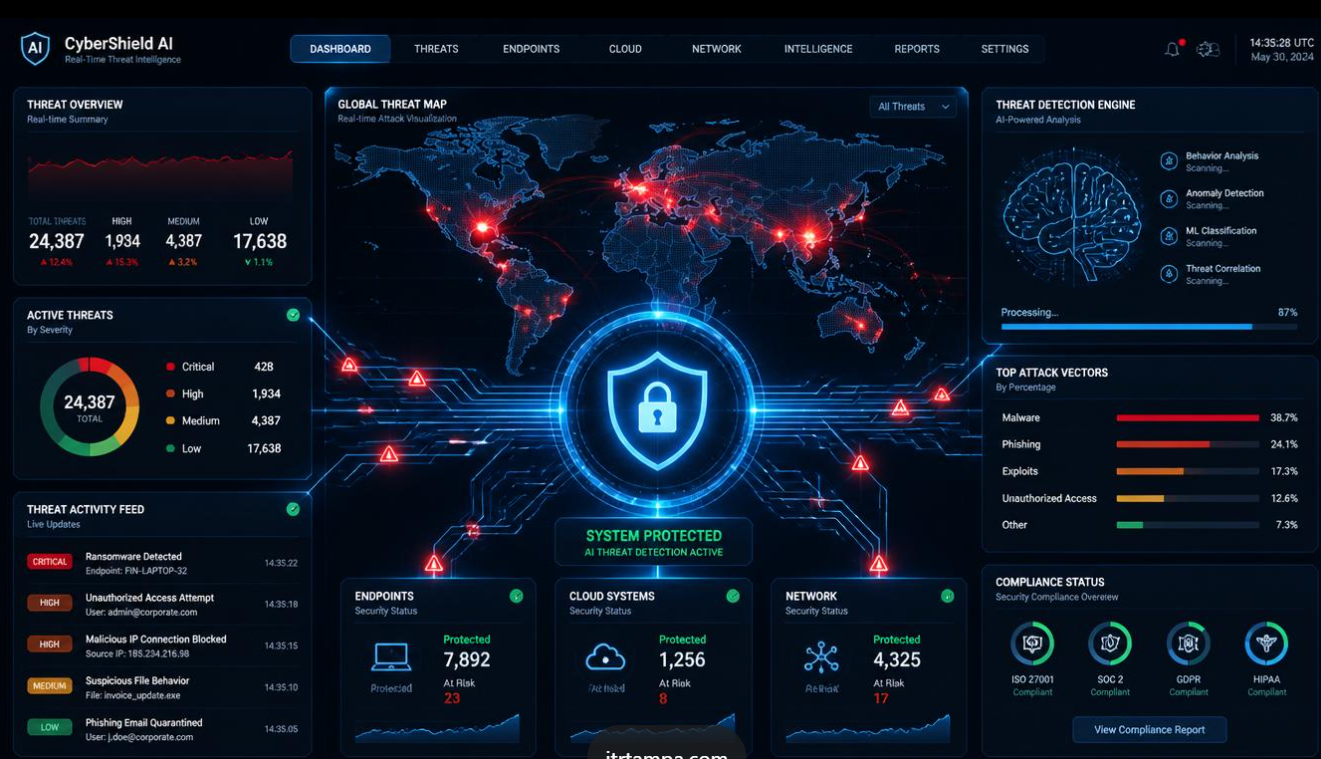 AI
CyberShield AI
Real-Time Threat Intelligence
DASHBOARD
THREATS
ENDPOINTS
CLOUD
NETWORK
INTELLIGENCE
REPORTS
SETTINGS
14:35:28 UTC
May 30, 2024
THREAT OVERVIEW
Real-time Summary
TOTAL THREATS
HIGH
MEDIUM
LOW
24,387
1,934
4,387
17,638
▲ 12.4%
▲ 15.3%
▲ 3.2%
▼ 1.1%
ACTIVE THREATS
By Severity
24,387
TOTAL
Critical 428
High 1,934
Medium 4,387
Low 17,638
THREAT ACTIVITY FEED
Live Updates
CRITICAL
Ransomware Detected
Endpoint: FIN-LAPTOP-32
14:35.22
HIGH
Unauthorized Access Attempt
User: admin@corporate.com
14:35:18
HIGH
Malicious IP Connection Blocked
Source IP: 185.234.216.98
14:35:15
MEDIUM
Suspicious File Behavior
File: invoice_update.exe
14:35:10
LOW
Phishing Email Quarantined
User: j.doe@corporate.com
14:35.05
GLOBAL THREAT MAP
Real-time Attack Visualization
All Threats
SYSTEM PROTECTED
AI THREAT DETECTION ACTIVE
ENDPOINTS
Security Status
Protected
7,892
At Risk
23
Protected
CLOUD SYSTEMS
Security Status
Protected
1,256
At Risk
8
NETWORK
Security Status
Protected
4,325
At Risk
17
THREAT DETECTION ENGINE
AI-Powered Analysis
Behavior Analysis
Scanning...
Anomaly Detection
Scanning...
ML Classification
Scanning...
Threat Correlation
Scanning...
Processing... 87%
TOP ATTACK VECTORS
By Percentage
Malware 38.7%
Phishing 24.1%
Exploits 17.3%
Unauthorized Access 12.6%
Other 7.3%
COMPLIANCE STATUS
Security Compliance Overeiew
ISO 27001
Compliant
SOC 2
Compliant
GDPR
Compliant
HIPAA
Compliant
View Compliance Report
itrtampa.com